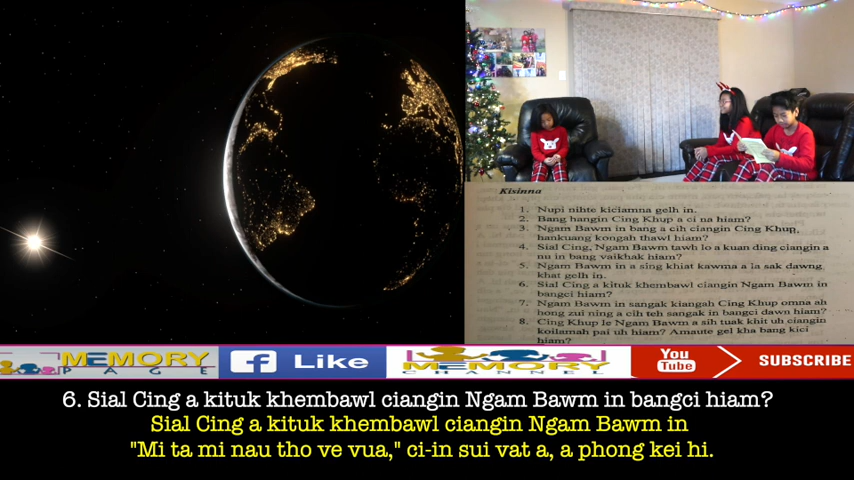 Kisinna
1. Nupi nihte kiciamna gelh in.
2. Bang hangin Cing Khup a ci na hiam?
3. Ngam Bawm in bang a cih ciangin Cing Khup,
hankuang kongah thawl hiam?
4. Sial Cing, Ngam Bawm tawh lo a kuan ding ciangin a
nu in bang vaikhak hiam?
5. Ngam Bawm in a sing khiat kawma a la sak dawng
khat gelh in.
6. Sial Cing a kituk khembawl ciangin Ngam Bawm in
bangci hiam?
7. Ngam Bawm in sangak kiangah Cing Khup omna ah
hong zui ning a cih teh sangak in bangci dawn hiam?
8. Cing Khup le Ngam Bawm a sih tuak khit uh ciangin
koilamah pai uh hiam? Amaute gel kha bang kici
hiam?
MEMORY
PAGE
f Like
MEMORY
CHANNEL
You
Tube
SUBSCRIBE
6. Sial Cing a kituk khembawl ciangin Ngam Bawm in bangci hiam?
Sial Cing a kituk khembawl ciangin Ngam Bawm in
"Mi ta mi nau tho ve vua," ci-in sui vat a, a phong kei hi.